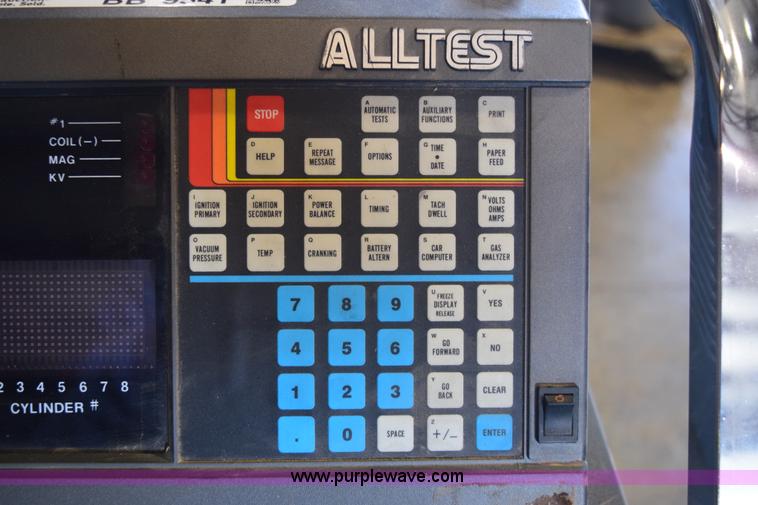 ALLTEST
#1
COIL(-)
MAG
KV
STOP
A AUTOMATIC TESTS
B AUXILIARY FUNCTIONS
C PRINT
D HELP
E REPEAT MESSAGE
F OPTIONS
G TIME • DATE
H PAPER FEED
I IGNITION PRIMARY
J IGNITION SECONDARY
K POWER BALANCE
L TIMING
M TACH DWELL
N VOLTS OHMS AMPS
O VACUUM PRESSURE
P TEMP
Q CRANKING
R BATTERY ALTERN
S CAR COMPUTER
T GAS ANALYZER
7 8 9
U FREEZE DISPLAY RELEASE
V YES
4 5 6
W GO FORWARD
X NO
1 2 3
Y GO BACK
CLEAR
. 0
SPACE
Z +/−
ENTER
2 3 4 5 6 7 8
CYLINDER #
www.purplewave.com